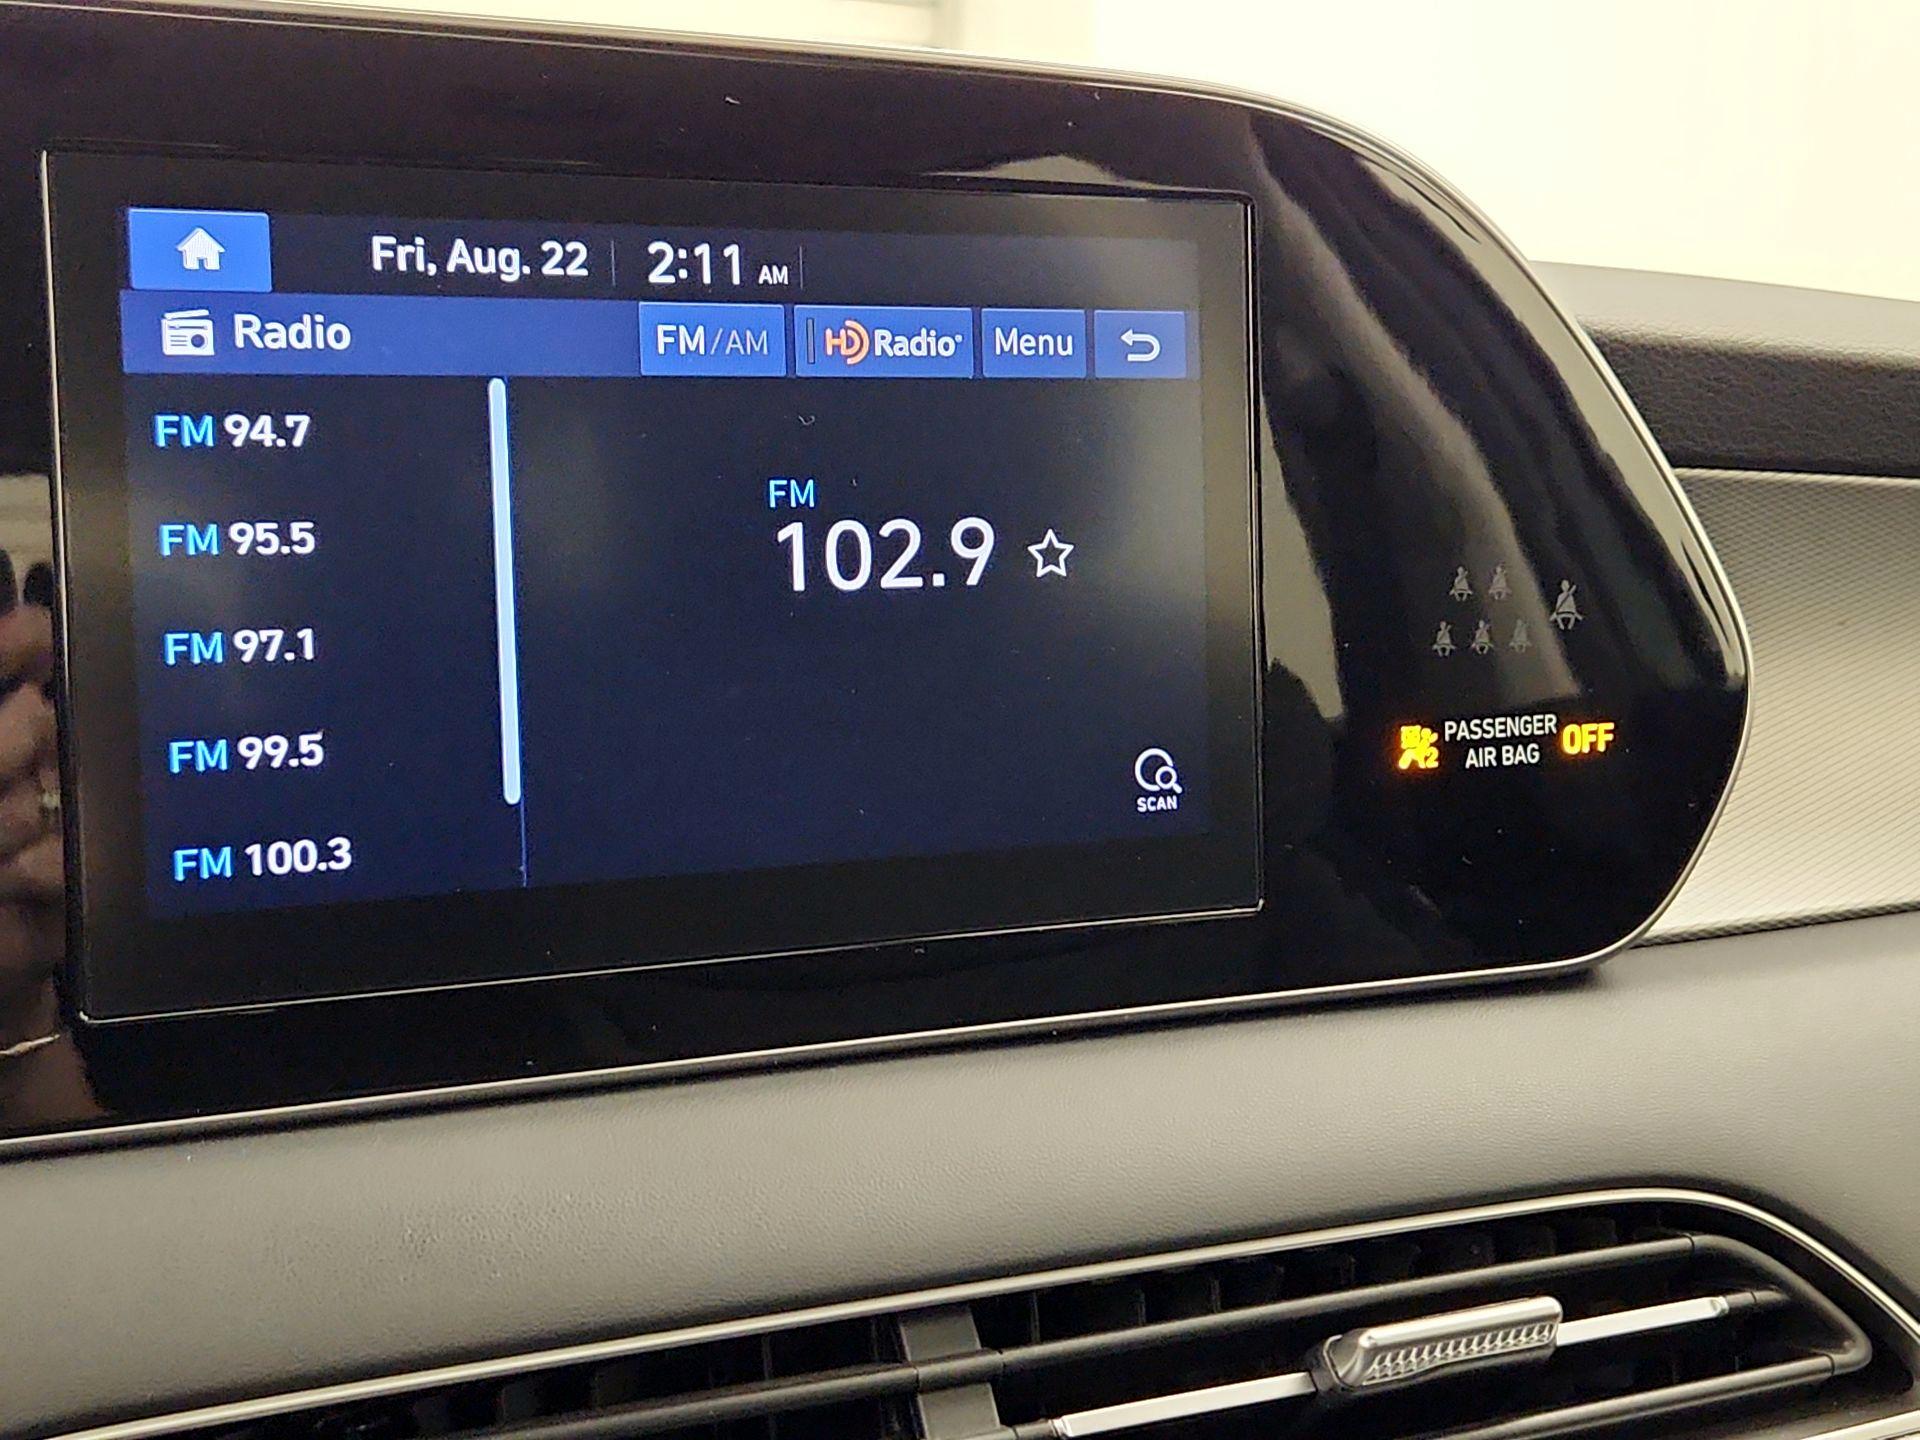 Fri, Aug. 22 2:11 AM
Radio FM/AM HD Radio® Menu
FM 94.7
FM 95.5
FM 97.1
FM 99.5
FM 100.3
FM
102.9
SCAN
PASSENGER
AIR BAG OFF
2